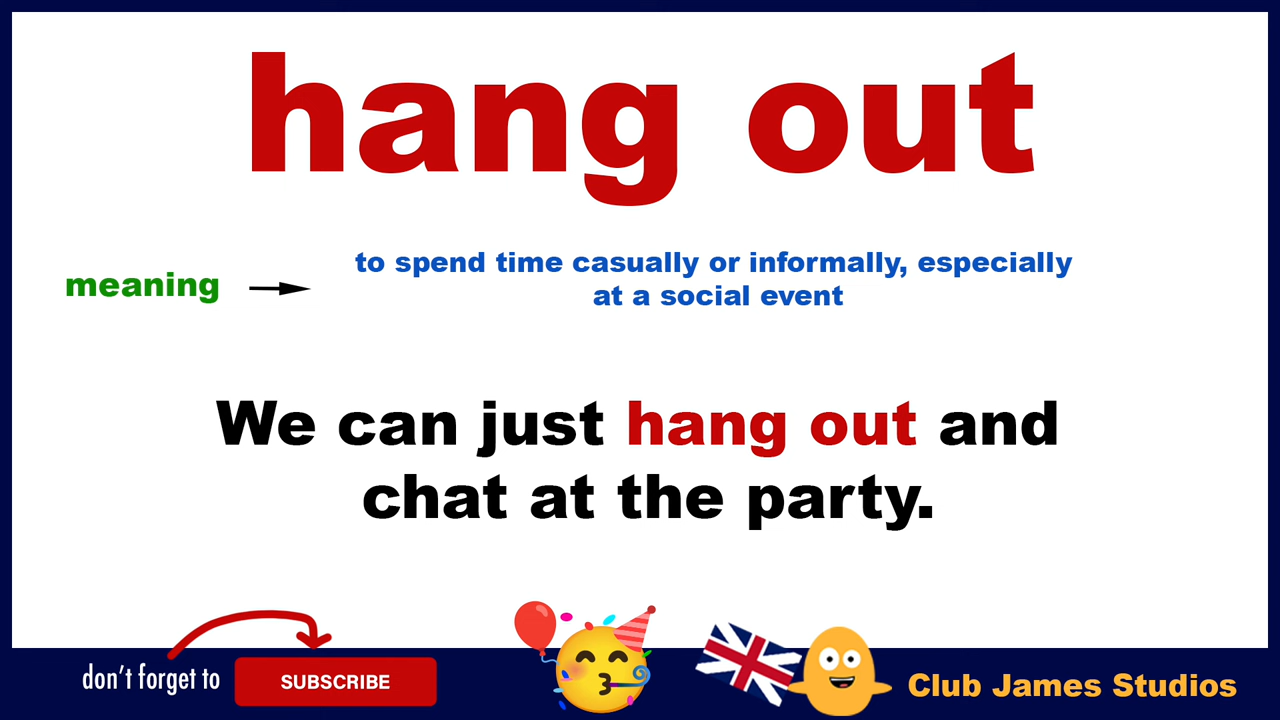 hang out
meaning
to spend time casually or informally, especially
at a social event
We can just hang out and
chat at the party.
don't forget to
SUBSCRIBE
Club James Studios